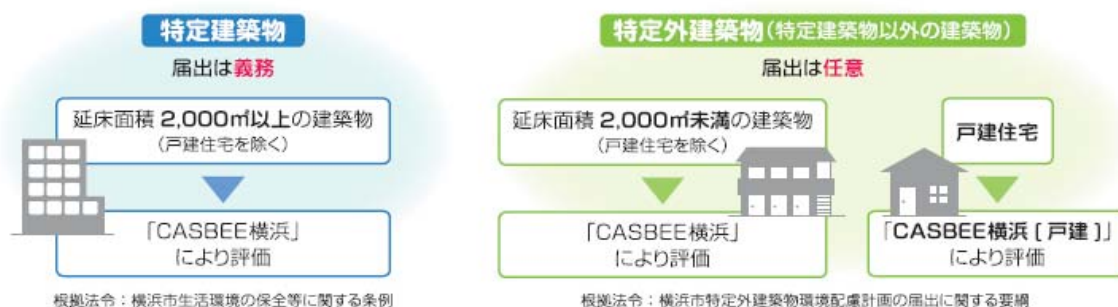 特定建築物
届出は義務
延床面積 2,000㎡以上の建築物
(戸建住宅を除く)
「CASBEE横浜」
により評価
根拠法令：横浜市生活環境の保全等に関する条例
特定外建築物(特定建築物以外の建築物)
届出は任意
延床面積 2,000㎡未満の建築物
(戸建住宅を除く)
「CASBEE横浜」
により評価
戸建住宅
「CASBEE横浜 [ 戸建 ]」
により評価
根拠法令：横浜市特定外建築物環境配慮計画の届出に関する要綱